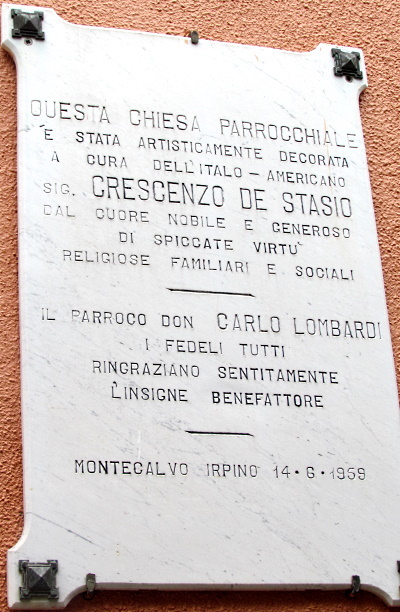 QUESTA CHIESA PARROCCHIALE
È STATA ARTISTICAMENTE DECORATA
A CURA DELL'ITALO - AMERICANO
SIG. CRESCENZO DE STASIO
DAL CUORE NOBILE E GENEROSO
DI SPICCATE VIRTU'
RELIGIOSE FAMILIARI E SOCIALI
IL PARROCO DON CARLO LOMBARDI
I FEDELI TUTTI
RINGRAZIANO SENTITAMENTE
L'INSIGNE BENEFATTORE
MONTECALVO IRPINO 14·6·1959